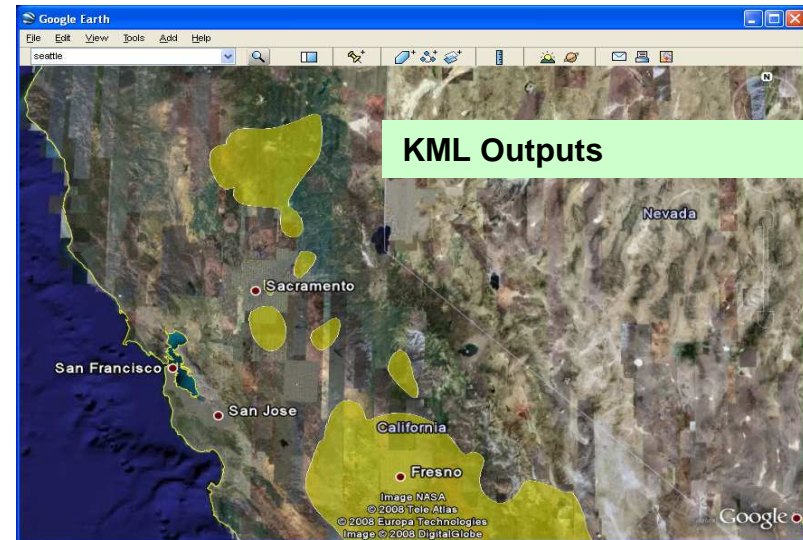 Google Earth
File Edit View Tools Add Help
seattle
N
KML Outputs
Nevada
Sacramento
San Francisco
San Jose
California
Fresno
Image NASA
© 2008 Tele Atlas
© 2008 Europa Technologies
Image © 2008 DigitalGlobe
Google